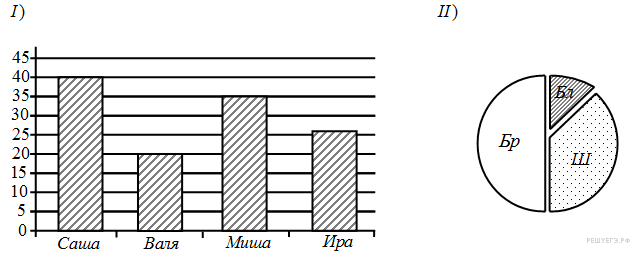 I)
45
40
35
30
25
20
15
10
5
0
Саша Валя Миша Ира
II)
Бл
Бр
Ш
РЕШУЕГЭ.РФ